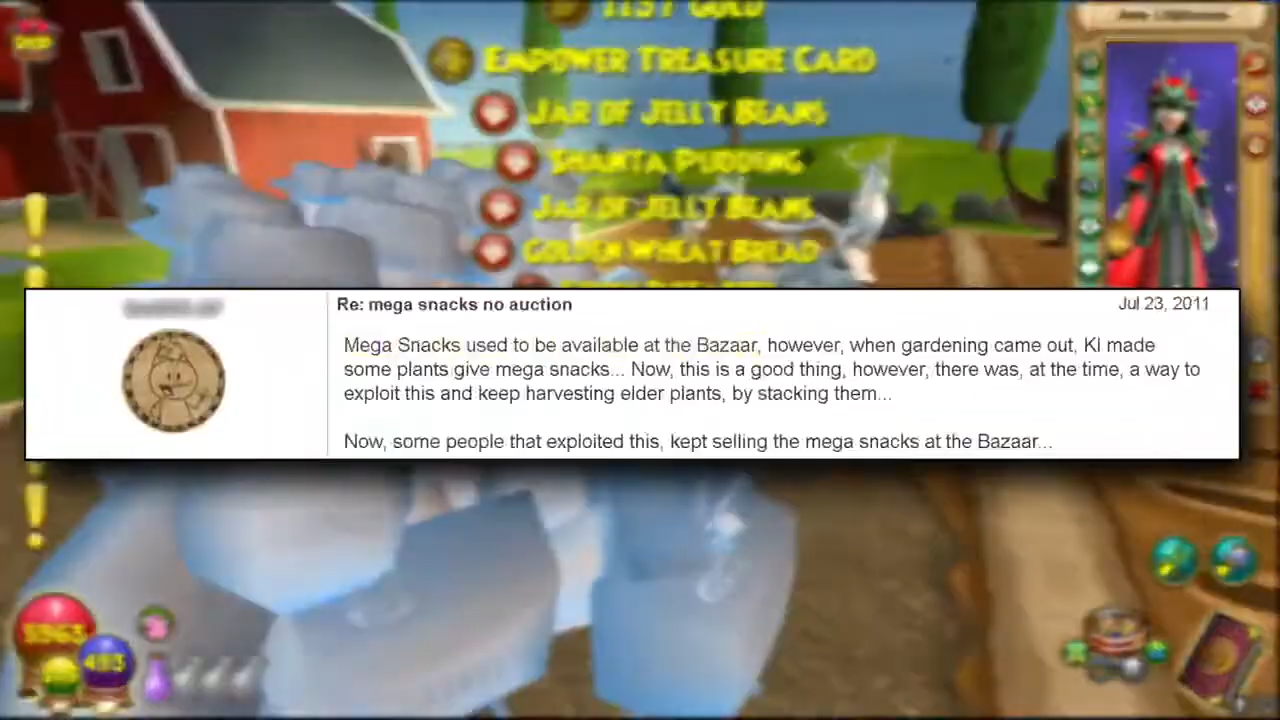 1137 GOLD
EMPOWER TREASURE CARD
JAR OF JELLY BEANS
SHANTA PUDDING
JAR OF JELLY BEANS
GOLDEN WHEAT BREAD
Re: mega snacks no auction
Jul 23, 2011
Mega Snacks used to be available at the Bazaar, however, when gardening came out, KI made
some plants give mega snacks... Now, this is a good thing, however, there was, at the time, a way to
exploit this and keep harvesting elder plants, by stacking them...
Now, some people that exploited this, kept selling the mega snacks at the Bazaar...